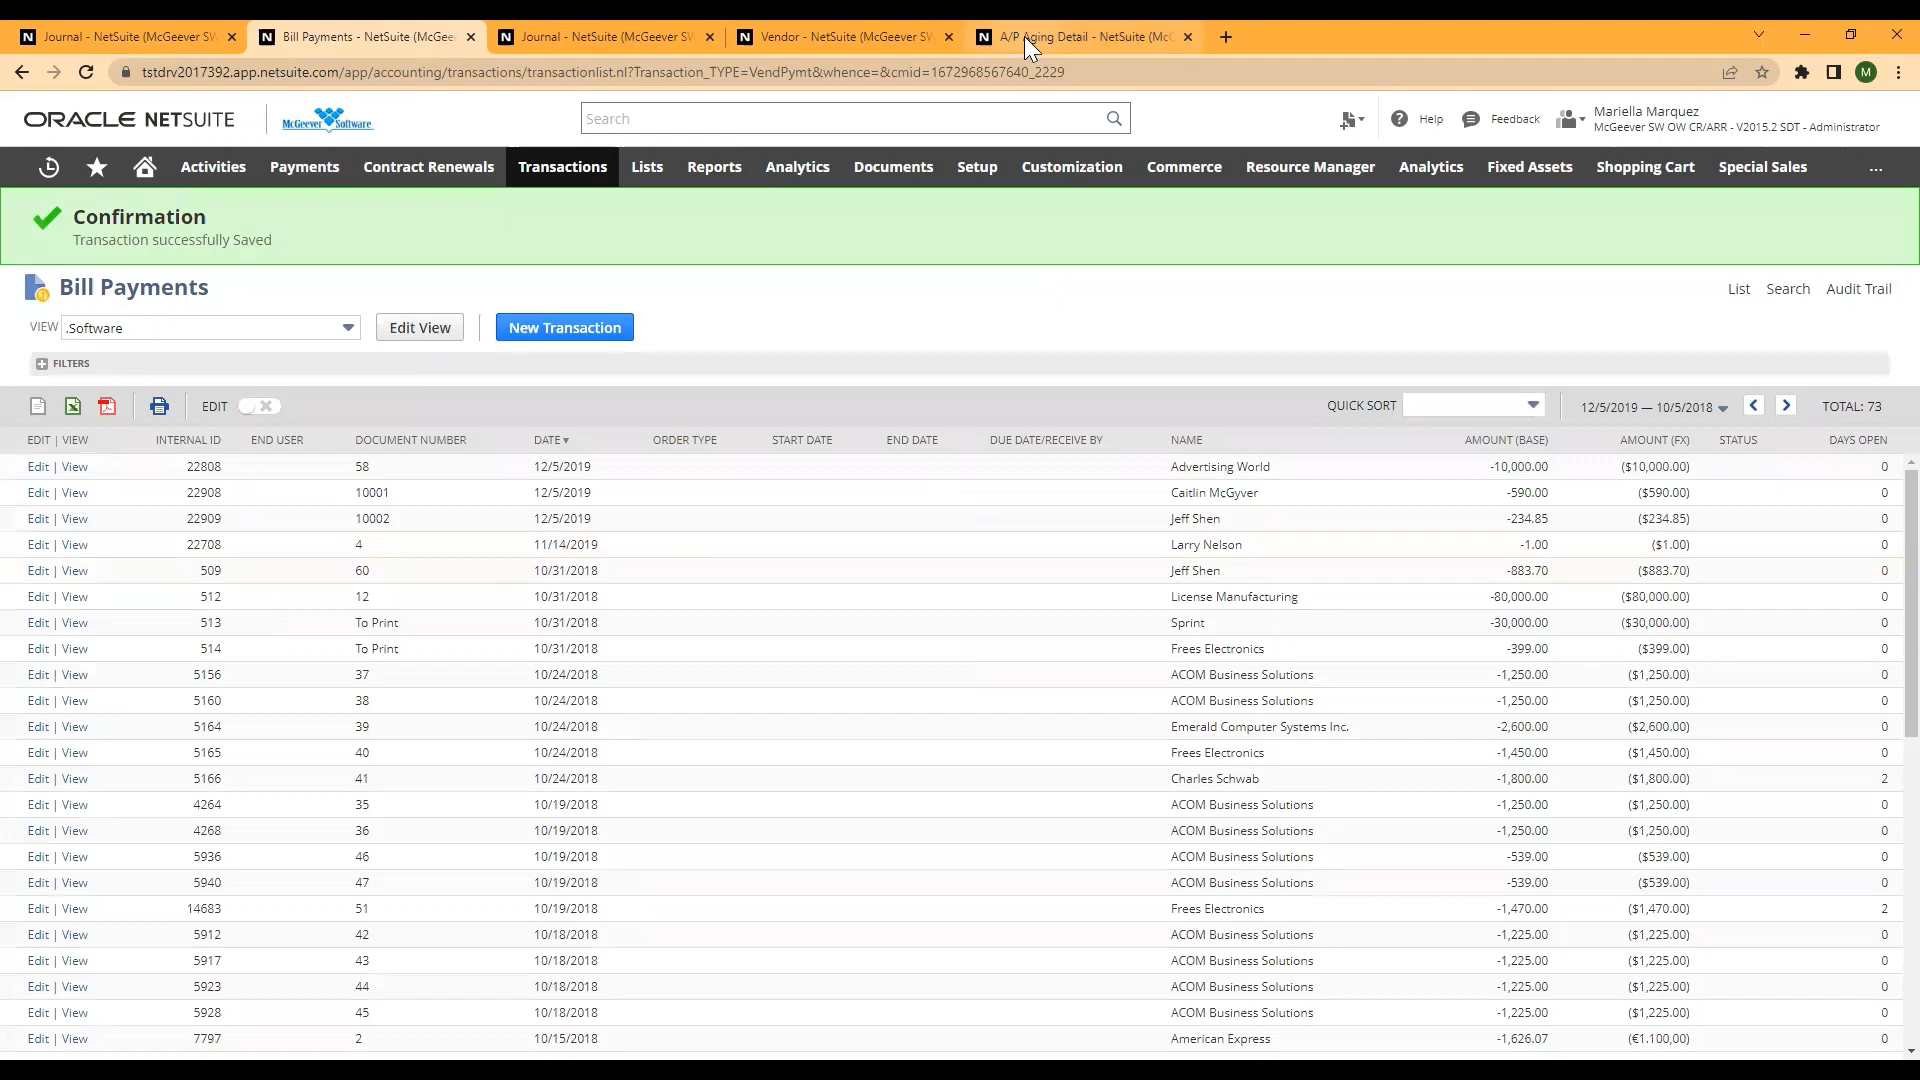 Journal - NetSuite (McGeever SW
Bill Payments - NetSuite (McGee
Journal - NetSuite (McGeever SW
Vendor - NetSuite (McGeever SW
A/P Aging Detail - NetSuite (McG
tstdrv2017392.app.netsuite.com/app/accounting/transactions/transactionlist.nl?Transaction_TYPE=VendPymt&whence=&cmid=1672968567640_2229
M
ORACLE NETSUITE
McGeever Software
Search
Help
Feedback
Mariella Marquez
McGeever SW OW CR/ARR - V2015.2 SDT - Administrator
Activities Payments Contract Renewals Transactions Lists Reports Analytics Documents Setup Customization Commerce Resource Manager Analytics Fixed Assets Shopping Cart Special Sales ...
Confirmation
Transaction successfully Saved
Bill Payments
List Search Audit Trail
VIEW .Software Edit View New Transaction
FILTERS
EDIT QUICK SORT 12/5/2019 — 10/5/2018 TOTAL: 73
EDIT | VIEW INTERNAL ID END USER DOCUMENT NUMBER DATE ORDER TYPE START DATE END DATE DUE DATE/RECEIVE BY NAME AMOUNT (BASE) AMOUNT (FX) STATUS DAYS OPEN
Edit | View 22808 58 12/5/2019 Advertising World -10,000.00 ($10,000.00) 0
Edit | View 22908 10001 12/5/2019 Caitlin McGyver -590.00 ($590.00) 0
Edit | View 22909 10002 12/5/2019 Jeff Shen -234.85 ($234.85) 0
Edit | View 22708 4 11/14/2019 Larry Nelson -1.00 ($1.00) 0
Edit | View 509 60 10/31/2018 Jeff Shen -883.70 ($883.70) 0
Edit | View 512 12 10/31/2018 License Manufacturing -80,000.00 ($80,000.00) 0
Edit | View 513 To Print 10/31/2018 Sprint -30,000.00 ($30,000.00) 0
Edit | View 514 To Print 10/31/2018 Frees Electronics -399.00 ($399.00) 0
Edit | View 5156 37 10/24/2018 ACOM Business Solutions -1,250.00 ($1,250.00) 0
Edit | View 5160 38 10/24/2018 ACOM Business Solutions -1,250.00 ($1,250.00) 0
Edit | View 5164 39 10/24/2018 Emerald Computer Systems Inc. -2,600.00 ($2,600.00) 0
Edit | View 5165 40 10/24/2018 Frees Electronics -1,450.00 ($1,450.00) 0
Edit | View 5166 41 10/24/2018 Charles Schwab -1,800.00 ($1,800.00) 2
Edit | View 4264 35 10/19/2018 ACOM Business Solutions -1,250.00 ($1,250.00) 0
Edit | View 4268 36 10/19/2018 ACOM Business Solutions -1,250.00 ($1,250.00) 0
Edit | View 5936 46 10/19/2018 ACOM Business Solutions -539.00 ($539.00) 0
Edit | View 5940 47 10/19/2018 ACOM Business Solutions -539.00 ($539.00) 0
Edit | View 14683 51 10/19/2018 Frees Electronics -1,470.00 ($1,470.00) 2
Edit | View 5912 42 10/18/2018 ACOM Business Solutions -1,225.00 ($1,225.00) 0
Edit | View 5917 43 10/18/2018 ACOM Business Solutions -1,225.00 ($1,225.00) 0
Edit | View 5923 44 10/18/2018 ACOM Business Solutions -1,225.00 ($1,225.00) 0
Edit | View 5928 45 10/18/2018 ACOM Business Solutions -1,225.00 ($1,225.00) 0
Edit | View 7797 2 10/15/2018 American Express -1,626.07 (€1.100,00) 0